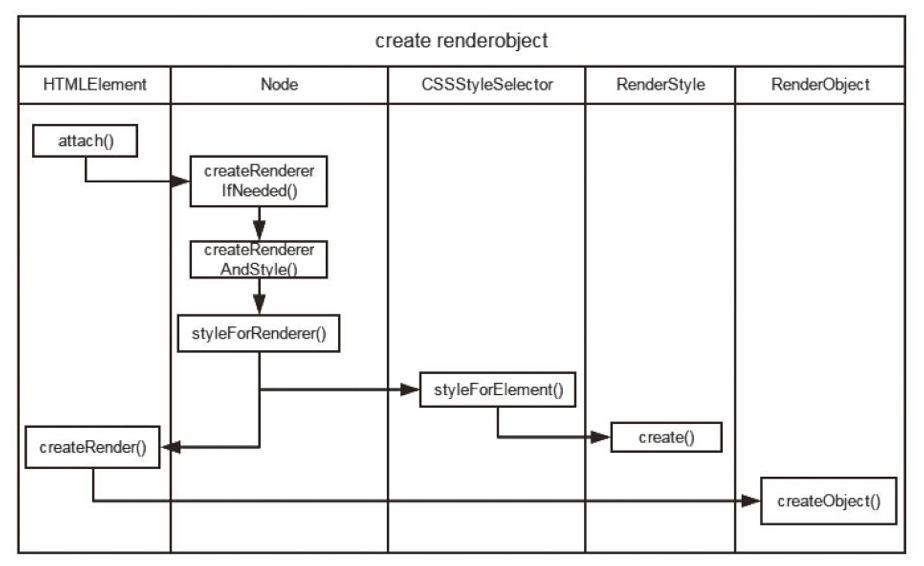 create renderobject
HTMLElement
Node
CSSStyleSelector
RenderStyle
RenderObject
attach()
createRenderer
IfNeeded()
createRenderer
AndStyle()
styleForRenderer()
styleForElement()
create()
createRender()
createObject()